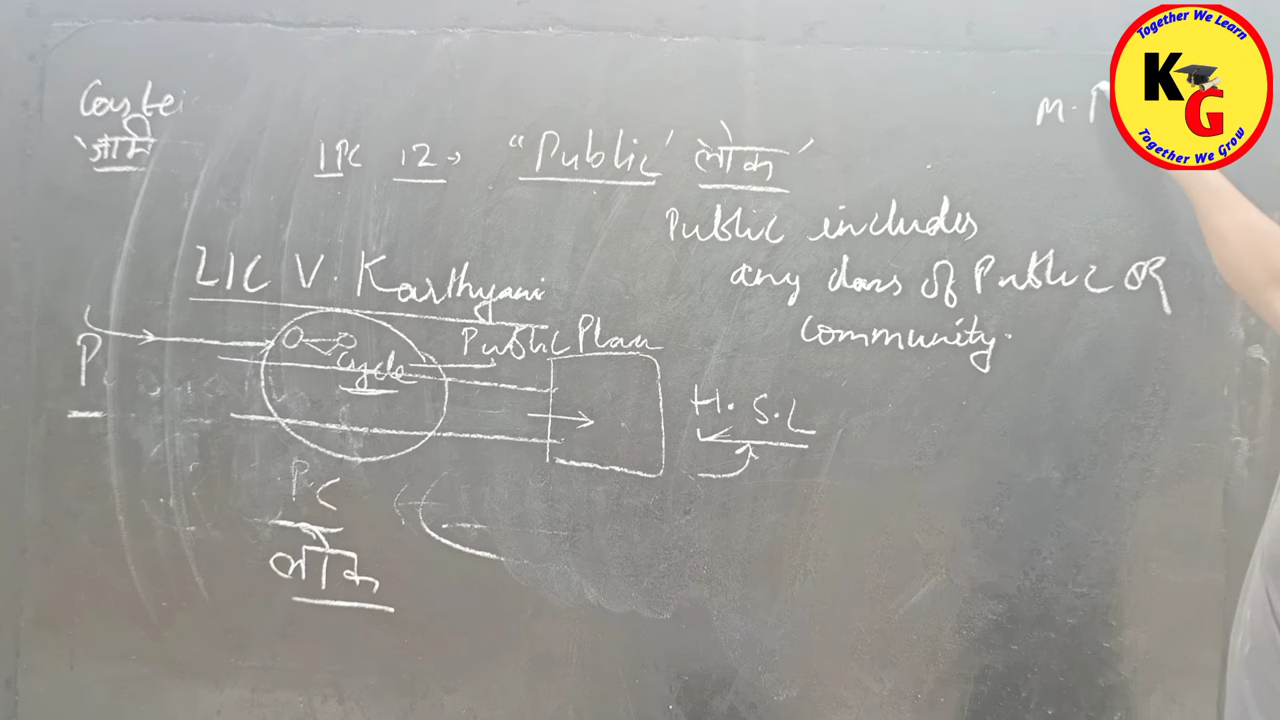 Together We Learn
KG
Together We Grow
Caste
जाति
IPC 12 → "Public" 'लोक'
Public includes
any class of Public OR
Community.
LIC V. Karthyani
P
Cycle
Public Place
H.S.L
P.C
लोक